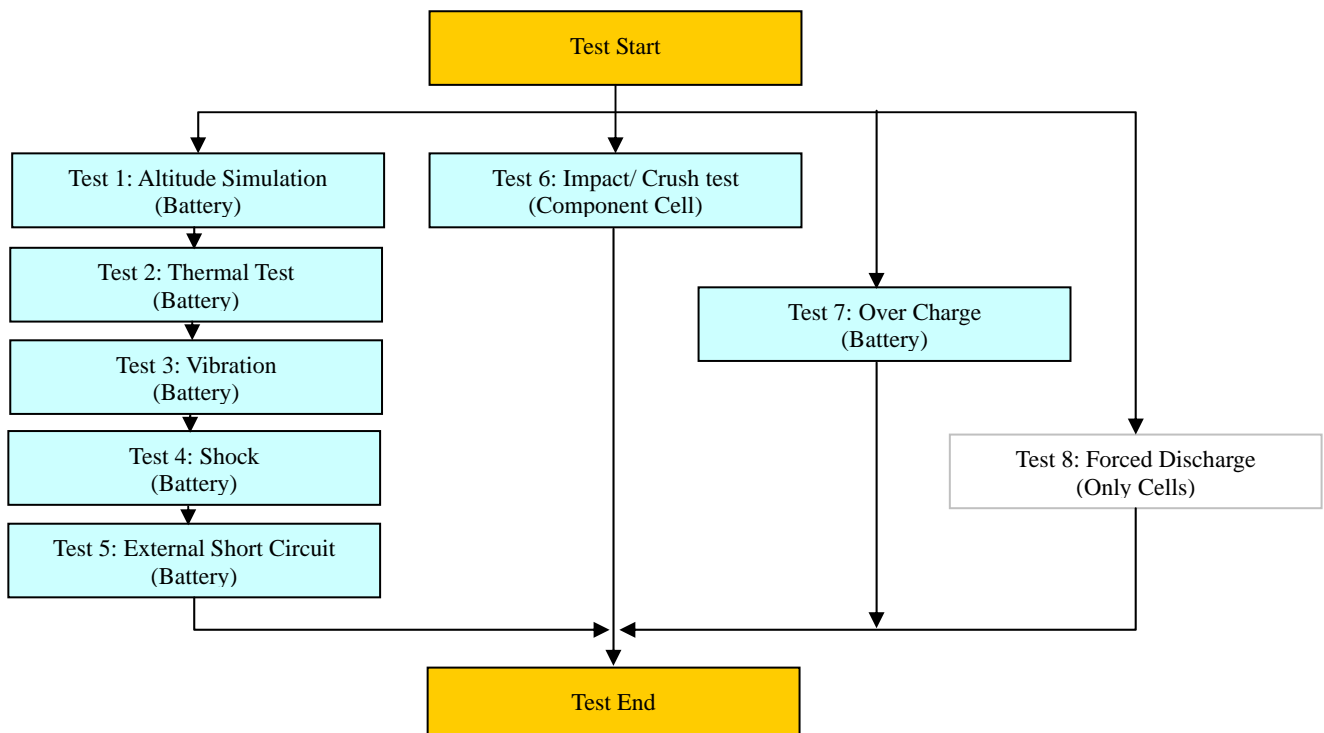 Test Start
Test 1: Altitude Simulation
(Battery)
Test 6: Impact/ Crush test
(Component Cell)
Test 2: Thermal Test
(Battery)
Test 7: Over Charge
(Battery)
Test 3: Vibration
(Battery)
Test 4: Shock
(Battery)
Test 8: Forced Discharge
(Only Cells)
Test 5: External Short Circuit
(Battery)
Test End